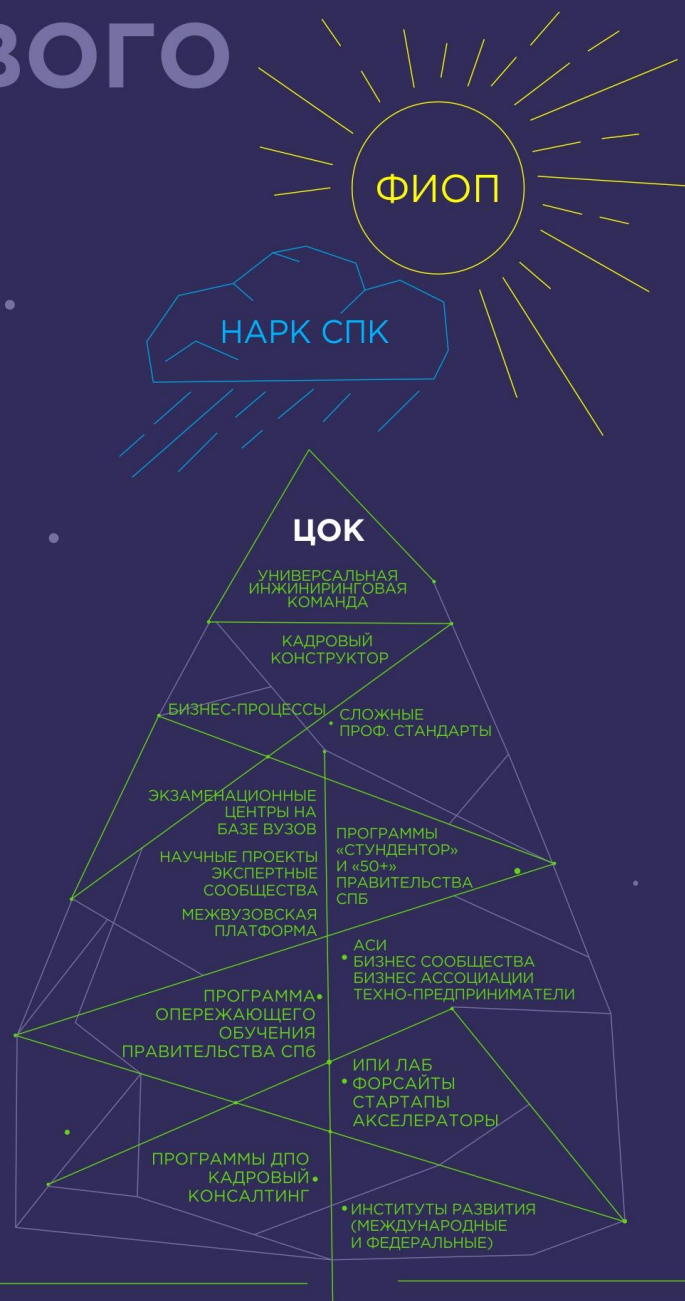 ВОГО
ФИОП
НАРК СПК
ЦОК
УНИВЕРСАЛЬНАЯ
ИНЖИНИРИНГОВАЯ
КОМАНДА
КАДРОВЫЙ
КОНСТРУКТОР
БИЗНЕС-ПРОЦЕССЫ
СЛОЖНЫЕ
ПРОФ. СТАНДАРТЫ
ЭКЗАМЕНАЦИОННЫЕ
ЦЕНТРЫ НА
БАЗЕ ВУЗОВ
ПРОГРАММЫ
«СТУНДЕНТОР»
И «50+»
ПРАВИТЕЛЬСТВА
СПБ
НАУЧНЫЕ ПРОЕКТЫ
ЭКСПЕРТНЫЕ
СООБЩЕСТВА
МЕЖВУЗОВСКАЯ
ПЛАТФОРМА
АСИ
БИЗНЕС СООБЩЕСТВА
БИЗНЕС АССОЦИАЦИИ
ТЕХНО-ПРЕДПРИНИМАТЕЛИ
ПРОГРАММА
ОПЕРЕЖАЮЩЕГО
ОБУЧЕНИЯ
ПРАВИТЕЛЬСТВА СПб
ИПИ ЛАБ
ФОРСАЙТЫ
СТАРТАПЫ
АКСЕЛЕРАТОРЫ
ПРОГРАММЫ ДПО
КАДРОВЫЙ
КОНСАЛТИНГ
ИНСТИТУТЫ РАЗВИТИЯ
(МЕЖДУНАРОДНЫЕ
И ФЕДЕРАЛЬНЫЕ)